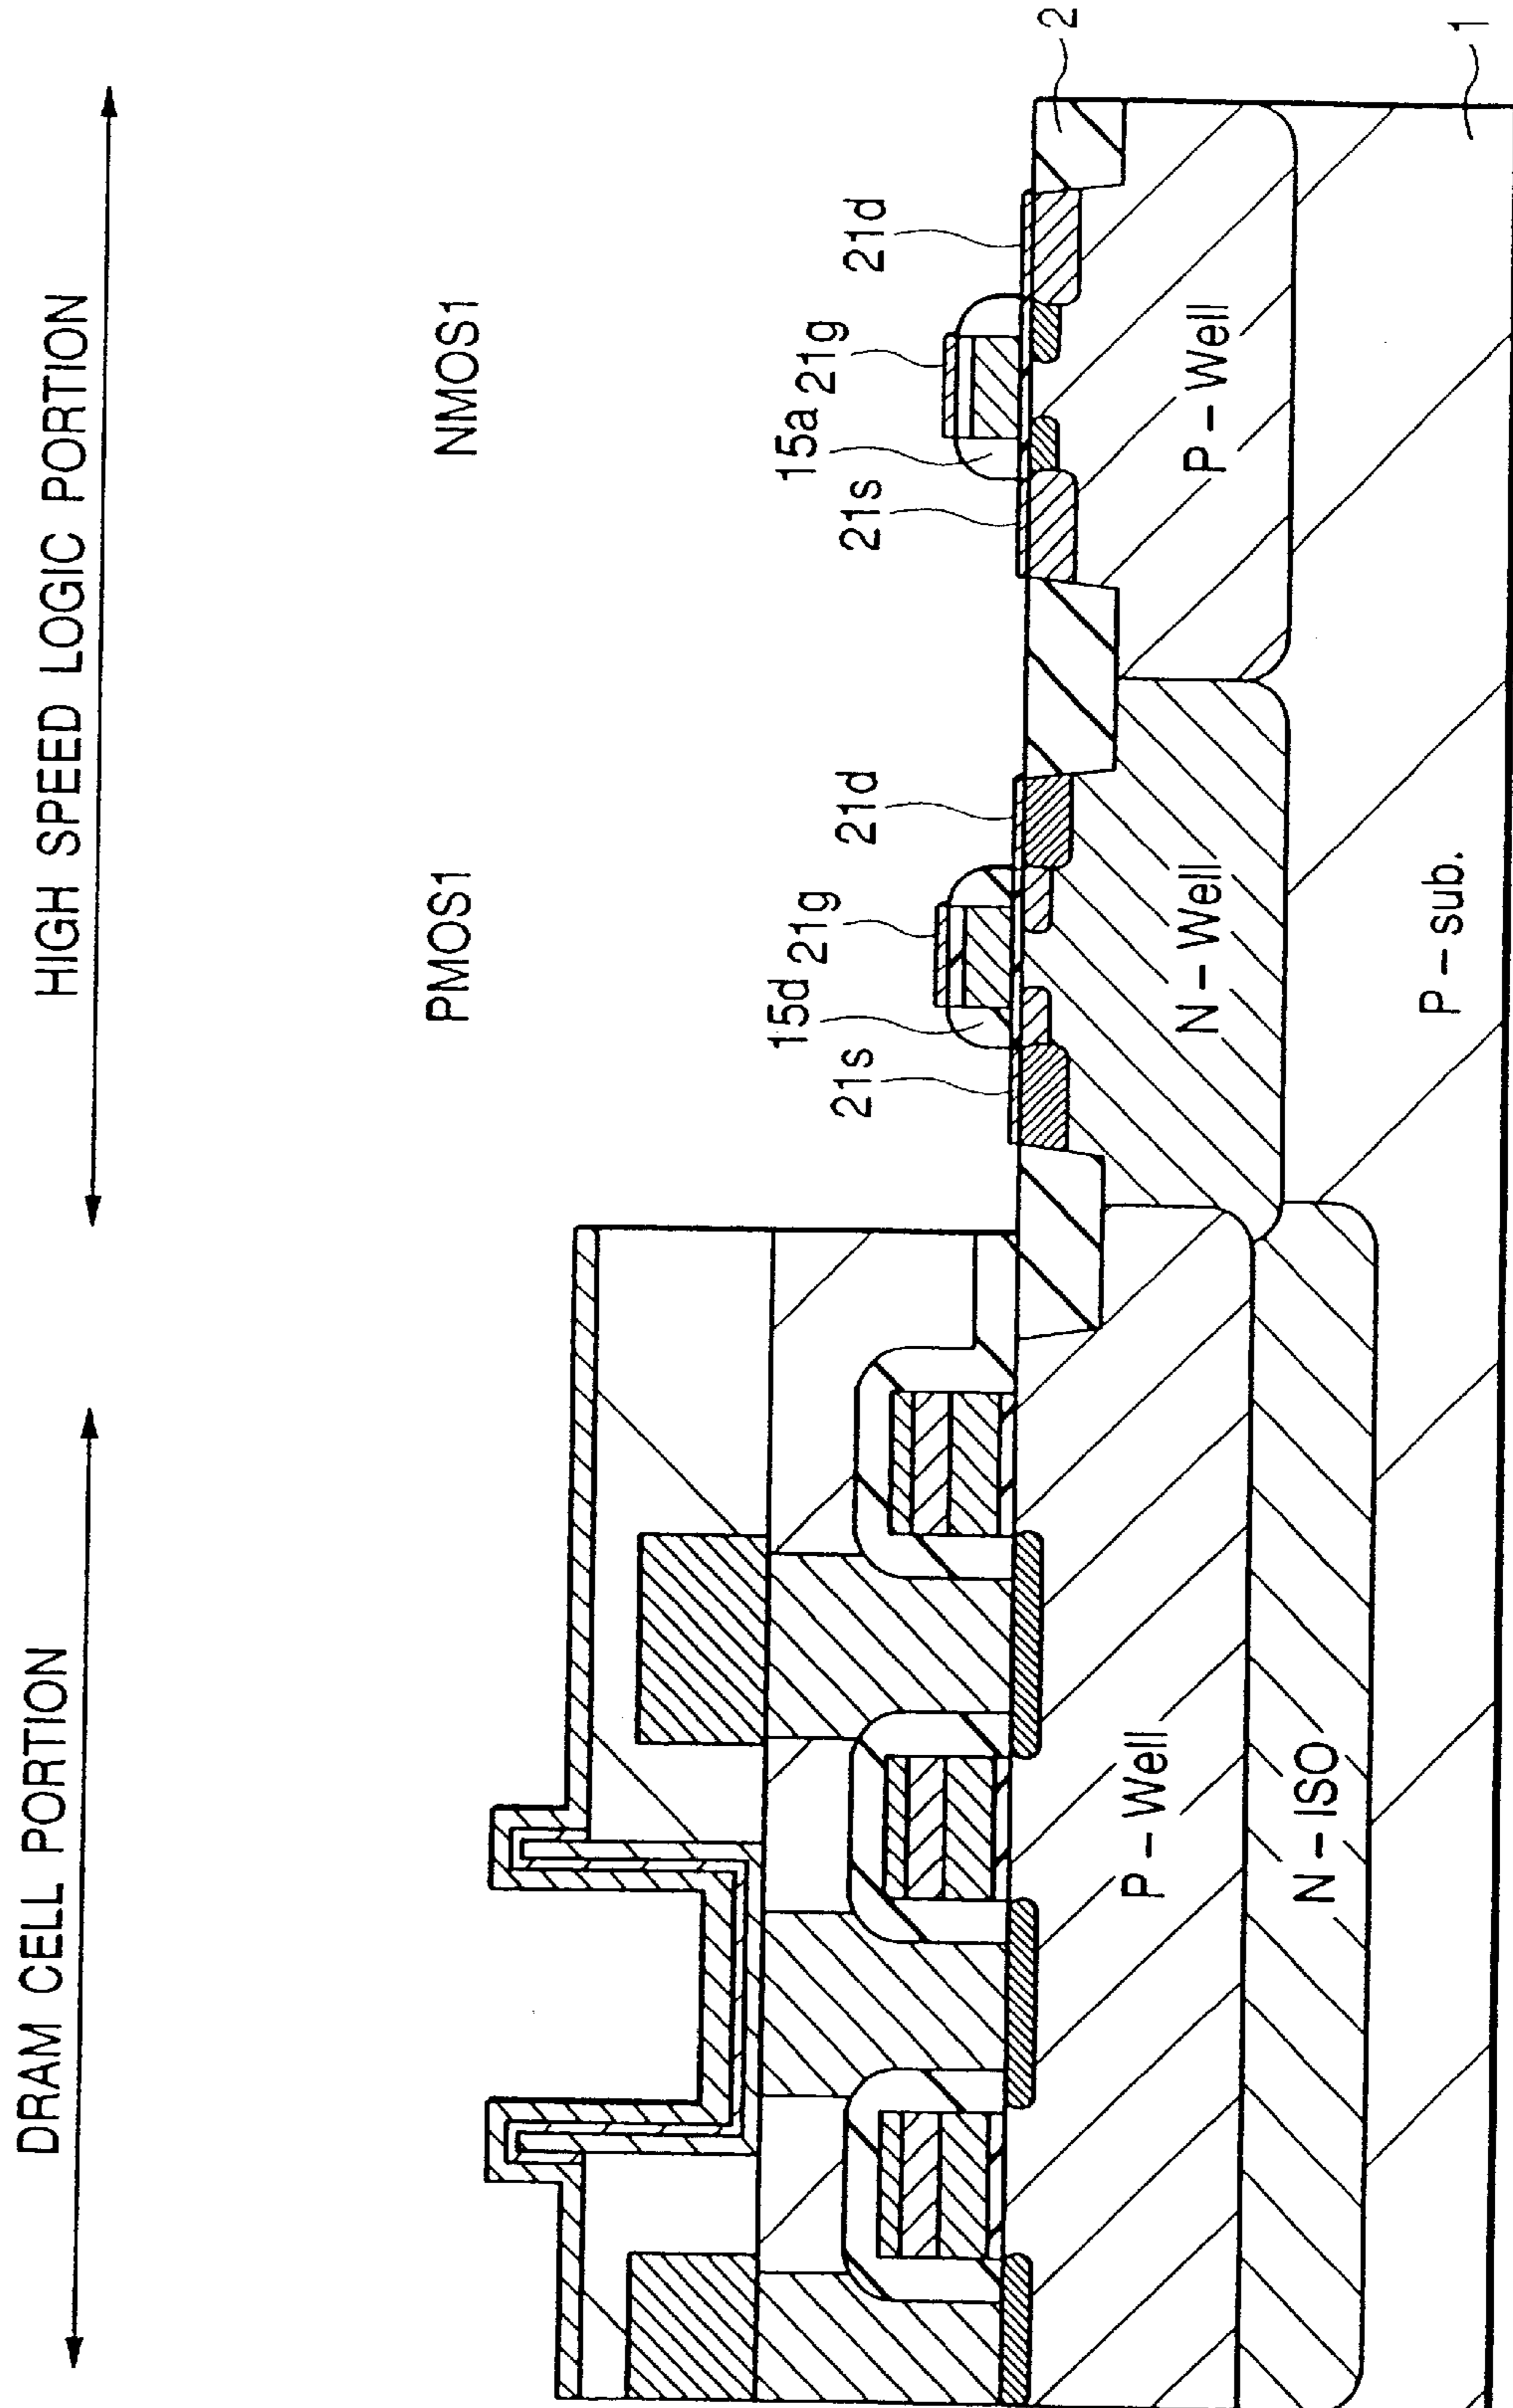 DRAM CELL PORTION
HIGH SPEED LOGIC PORTION
PMOS1
NMOS1
21s
15d
21g
21d
21s
15a
21g
21d
2
P-Well
N-Well
P-Well
N-ISO
P-sub.
1